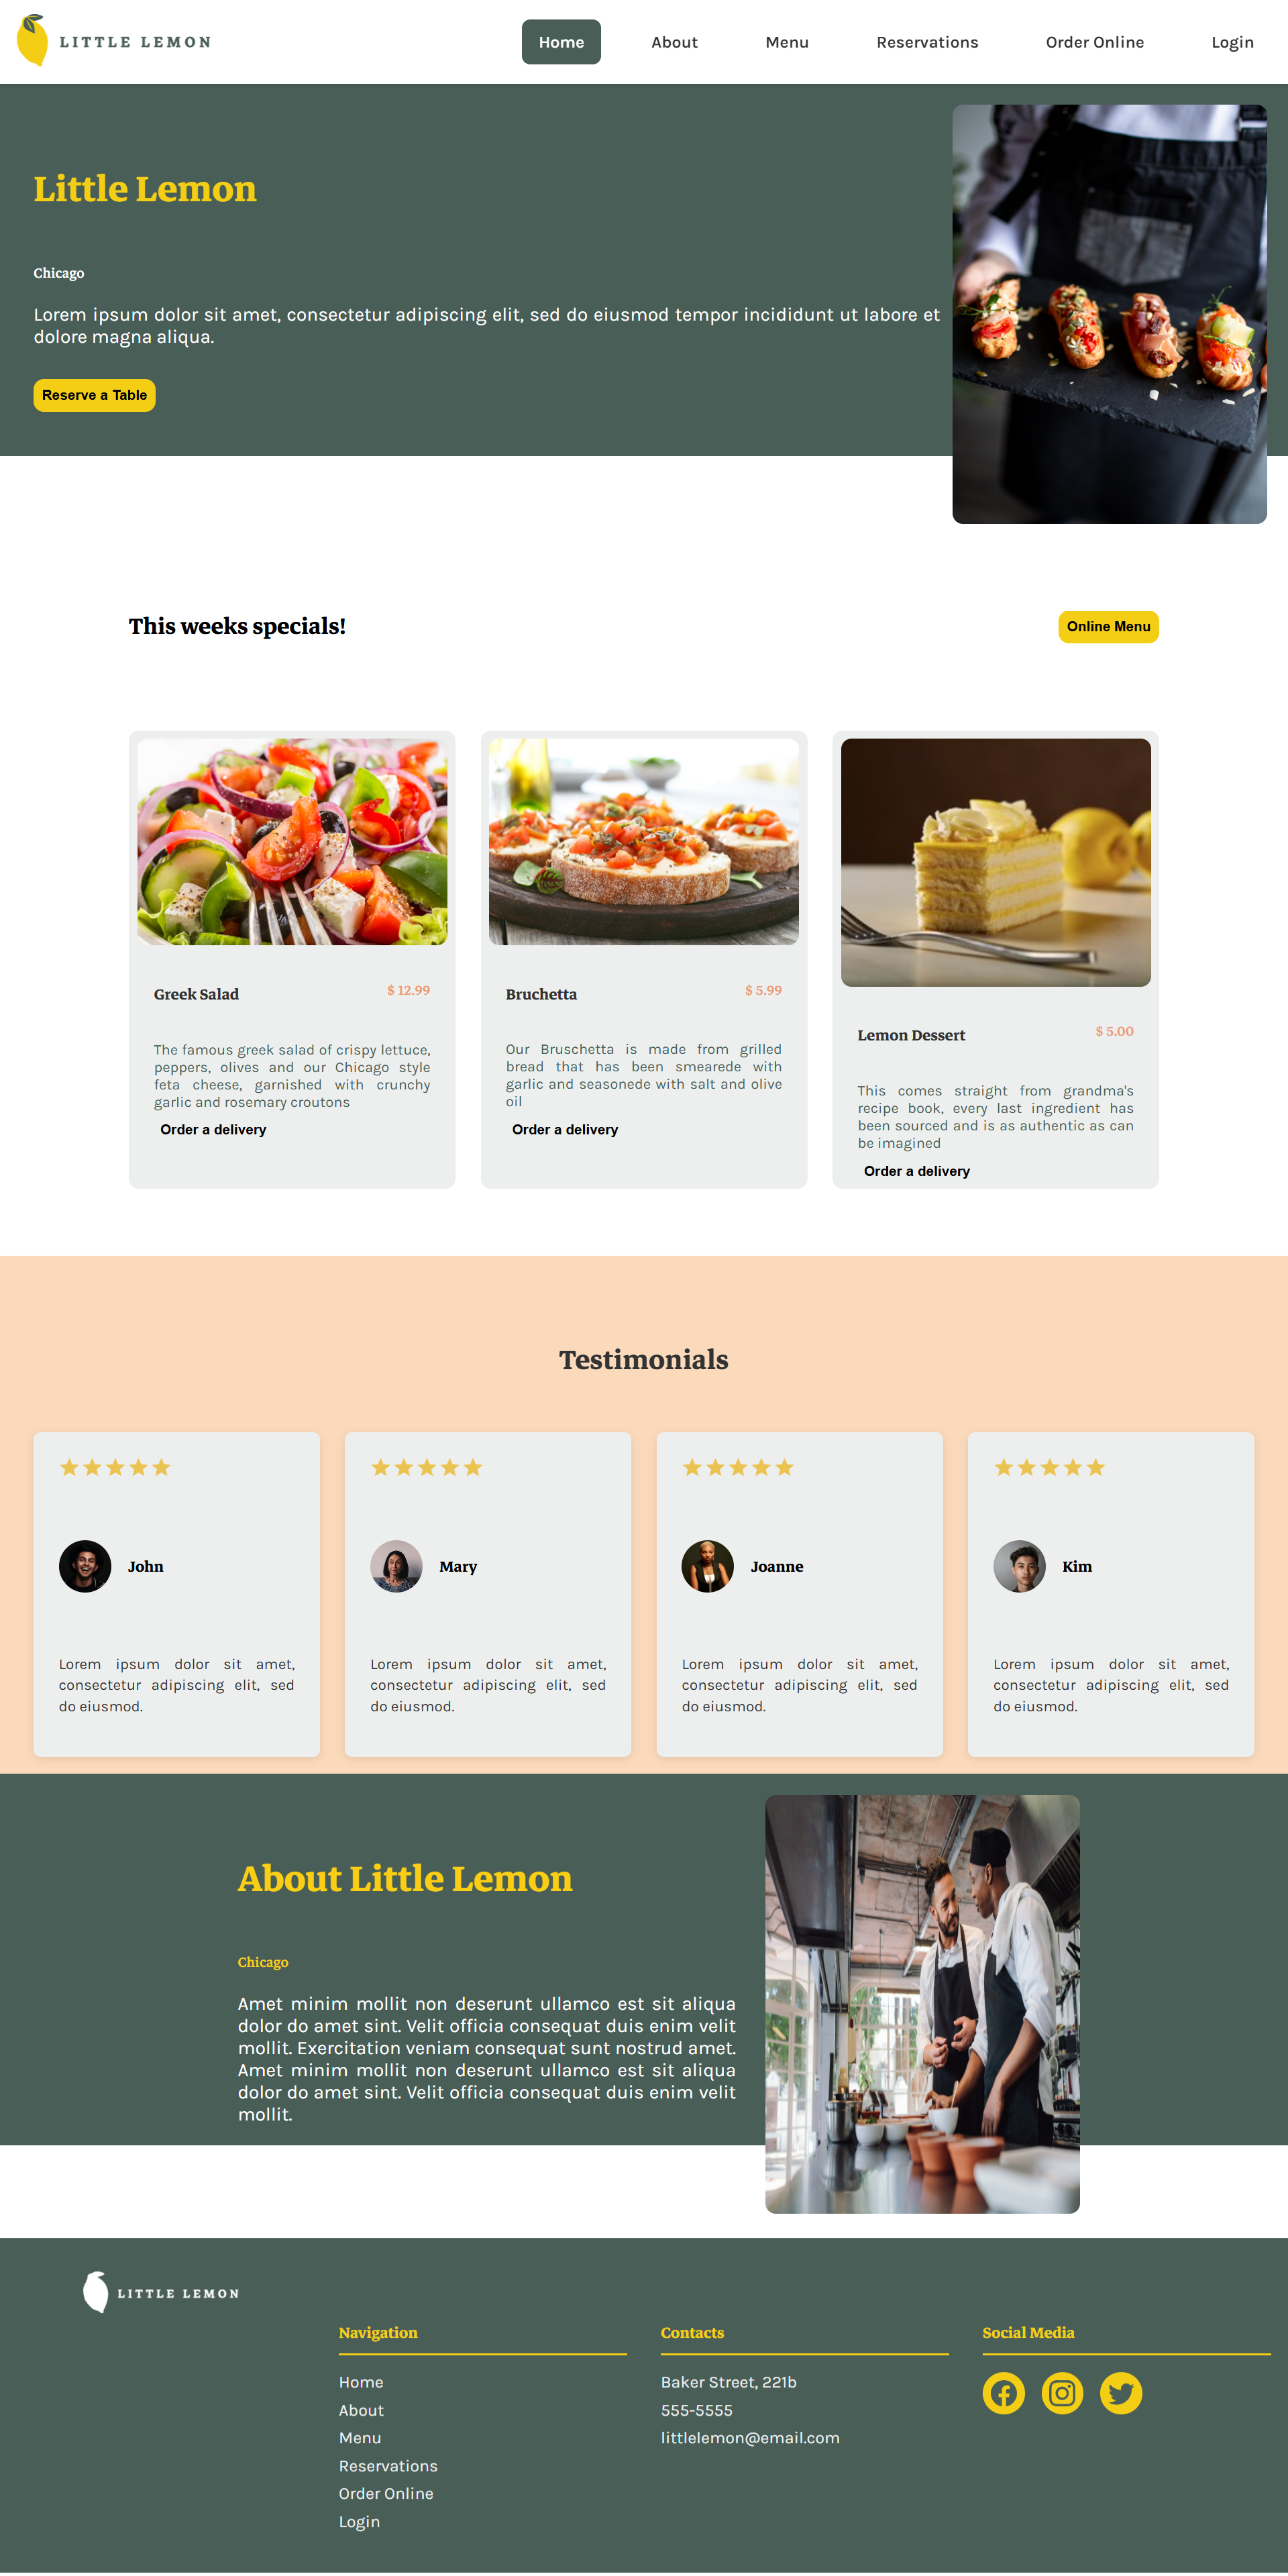 LITTLE LEMON
Home
About
Menu
Reservations
Order Online
Login
Little Lemon
Chicago
Lorem ipsum dolor sit amet, consectetur adipiscing elit, sed do eiusmod tempor incididunt ut labore et
dolore magna aliqua.
Reserve a Table
This weeks specials!
Online Menu
Greek Salad
$ 12.99
The famous greek salad of crispy lettuce,
peppers, olives and our Chicago style
feta cheese, garnished with crunchy
garlic and rosemary croutons
Order a delivery
Bruchetta
$ 5.99
Our Bruschetta is made from grilled
bread that has been smearede with
garlic and seasonede with salt and olive
oil
Order a delivery
Lemon Dessert
$ 5.00
This comes straight from grandma's
recipe book, every last ingredient has
been sourced and is as authentic as can
be imagined
Order a delivery
Testimonials
John
Lorem ipsum dolor sit amet,
consectetur adipiscing elit, sed
do eiusmod.
Mary
Lorem ipsum dolor sit amet,
consectetur adipiscing elit, sed
do eiusmod.
Joanne
Lorem ipsum dolor sit amet,
consectetur adipiscing elit, sed
do eiusmod.
Kim
Lorem ipsum dolor sit amet,
consectetur adipiscing elit, sed
do eiusmod.
About Little Lemon
Chicago
Amet minim mollit non deserunt ullamco est sit aliqua
dolor do amet sint. Velit officia consequat duis enim velit
mollit. Exercitation veniam consequat sunt nostrud amet.
Amet minim mollit non deserunt ullamco est sit aliqua
dolor do amet sint. Velit officia consequat duis enim velit
mollit.
LITTLE LEMON
Navigation
Home
About
Menu
Reservations
Order Online
Login
Contacts
Baker Street, 221b
555-5555
littlelemon@email.com
Social Media